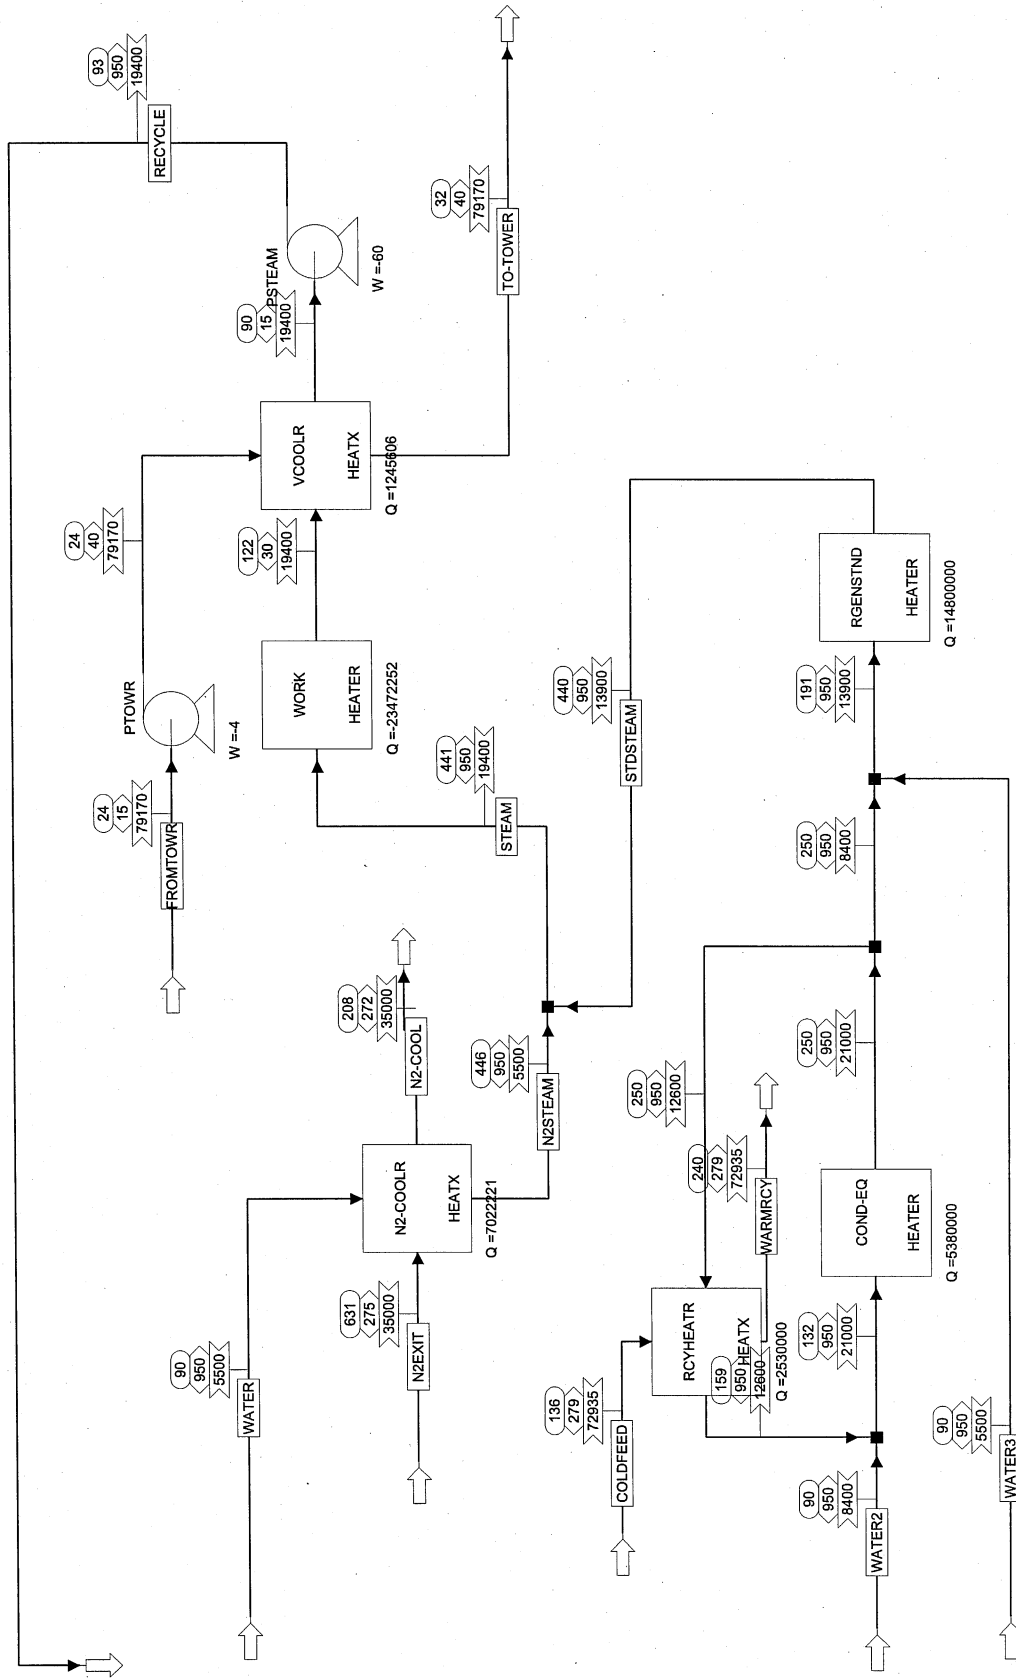 93
950
19400
RECYCLE
PSTEAM
W =-60
90
15
19400
32
40
79170
TO-TOWER
24
40
79170
VCOOLR
HEATX
Q =1245606
122
30
19400
PTOWR
W =-4
24
15
79170
FROMTOWR
WORK
HEATER
Q =-23472252
441
950
19400
STEAM
440
950
13900
STDSTEAM
RGENSTND
HEATER
Q =14800000
191
950
13900
250
950
8400
208
272
35000
N2-COOL
446
950
5500
N2STEAM
N2-COOLR
HEATX
Q =7022221
631
275
35000
N2EXIT
90
950
5500
WATER
250
950
12600
240
279
72935
WARMRCY
250
950
21000
COND-EQ
HEATER
Q =5380000
RCYHEATR
HEATX
Q =2530000
159
950
12600
132
950
21000
136
279
72935
COLDFEED
90
950
8400
WATER2
90
950
5500
WATER3